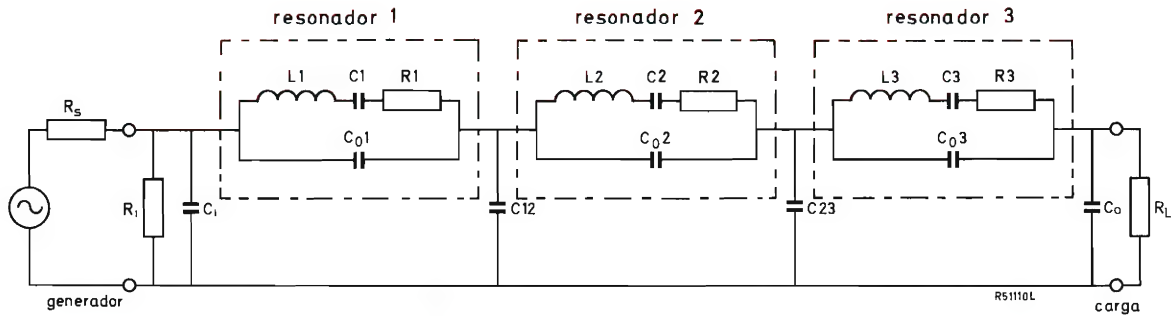 resonador 1
resonador 2
resonador 3
L1
C1
R1
L2
C2
R2
L3
C3
R3
Rs
C01
C02
C03
Ri
Ci
C12
C23
Co
RL
generador
R51110L
carga